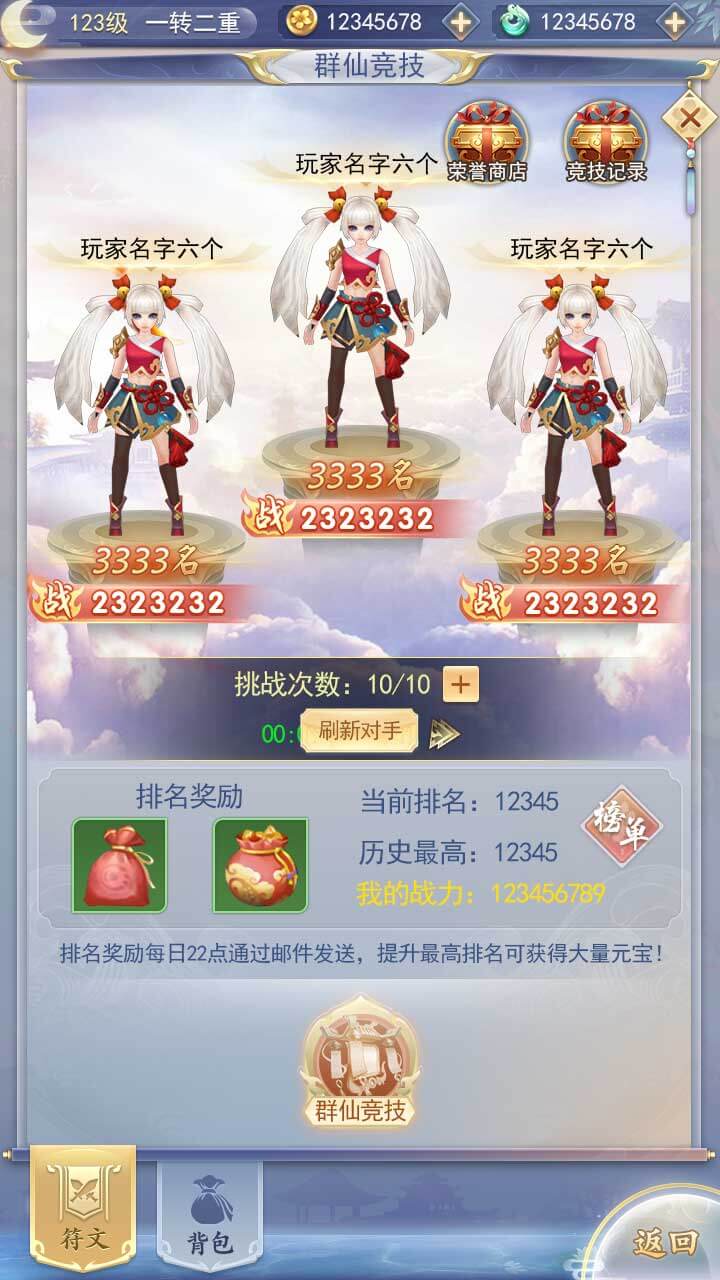 123级 一转二重 12345678 12345678
群仙竞技
荣誉商店 竞技记录
玩家名字六个
玩家名字六个 玩家名字六个
3333名
战 2323232
3333名 3333名
战 2323232 战 2323232
挑战次数：10/10
00: 刷新对手
排名奖励
当前排名：12345
历史最高：12345
我的战力：123456789
榜单
排名奖励每日22点通过邮件发送，提升最高排名可获得大量元宝！
群仙竞技
符文 背包 返回